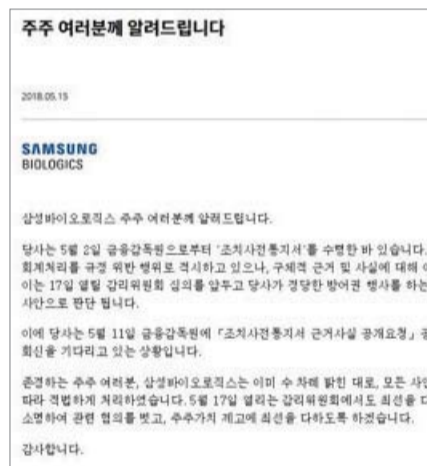 주주 여러분께 알려드립니다
2018.05.15
SAMSUNG
BIOLOGICS
삼성바이오로직스 주주 여러분께 알려드립니다.
당사는 5월 2일 금융감독원으로부터 '조치사전통지서'를 수령한 바 있습니다.
회계처리를 규정 위반 행위로 적시하고 있으나, 구체적 근거 및 사실에 대해
이는 17일 열릴 감리위원회 심의를 앞두고 당사가 정당한 방어권 행사를 하는
사안으로 판단 됩니다.
이에 당사는 5월 11일 금융감독원에 「조치사전통지서 근거사실 공개요청」
회신을 기다리고 있는 상황입니다.
존경하는 주주 여러분, 삼성바이오로직스는 이미 수 차례 밝힌 대로, 모든
따라 적법하게 처리하였습니다. 5월 17일 열리는 감리위원회에서도 최선을
소명하여 관련 혐의를 벗고, 주주가치 제고에 최선을 다하도록 하겠습니다.
감사합니다.